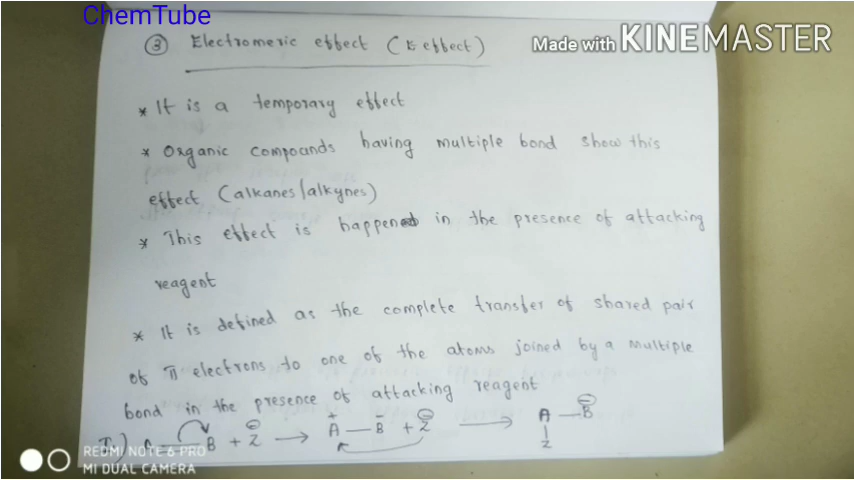 ChemTube
Made with KINEMASTER
③ Electromeric effect (E effect)
* It is a temporary effect
* Organic compounds having multiple bond show this
effect (alkanes/alkynes)
* This effect is happened in the presence of attacking
reagent
* It is defined as the complete transfer of shared pair
of π electrons to one of the atoms joined by a multiple
bond in the presence of attacking reagent
B + Z⊖ → A⁺ — B⁻ + Z⊖ → A — B⊖
Z
REDMI NOTE 6 PRO
MI DUAL CAMERA